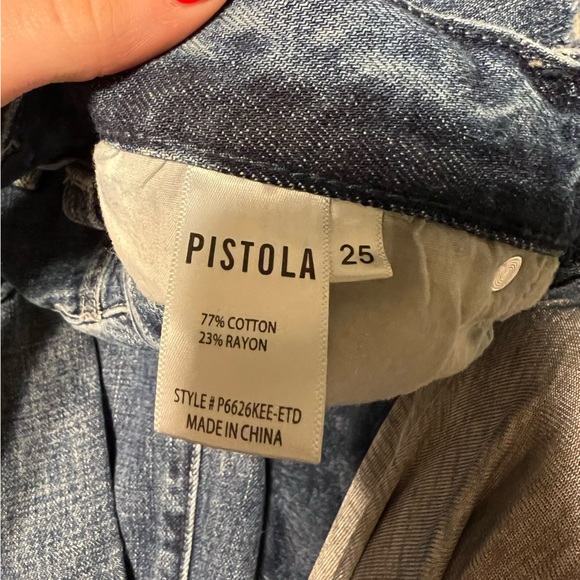 PISTOLA
25
77% COTTON
23% RAYON
STYLE # P6626KEE-ETD
MADE IN CHINA